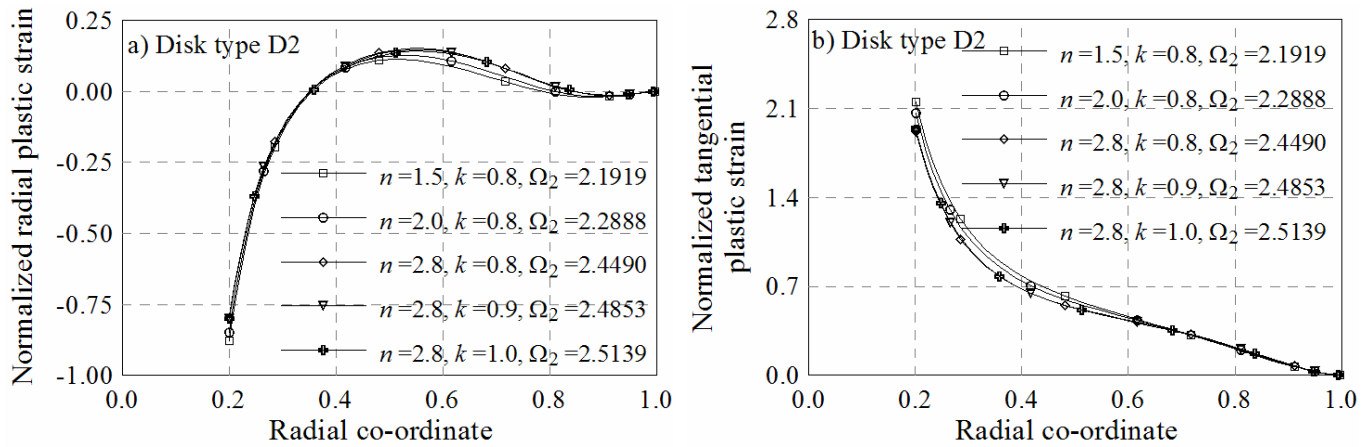 Normalized radial plastic strain
0.25
0.00
-0.25
-0.50
-0.75
-1.00
a) Disk type D2
n=1.5, k=0.8, Ω2=2.1919
n=2.0, k=0.8, Ω2=2.2888
n=2.8, k=0.8, Ω2=2.4490
n=2.8, k=0.9, Ω2=2.4853
n=2.8, k=1.0, Ω2=2.5139
0.0 0.2 0.4 0.6 0.8 1.0
Radial co-ordinate
Normalized tangential
plastic strain
2.8
2.1
1.4
0.7
0.0
b) Disk type D2
n=1.5, k=0.8, Ω2=2.1919
n=2.0, k=0.8, Ω2=2.2888
n=2.8, k=0.8, Ω2=2.4490
n=2.8, k=0.9, Ω2=2.4853
n=2.8, k=1.0, Ω2=2.5139
0.0 0.2 0.4 0.6 0.8 1.0
Radial co-ordinate